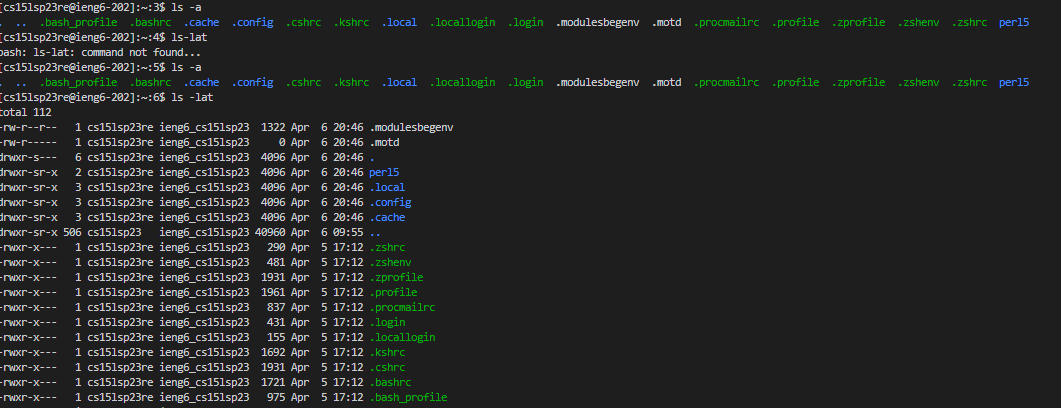 [cs15lsp23re@ieng6-202]:~:3$ ls -a
.  ..  .bash_profile  .bashrc  .cache  .config  .cshrc  .kshrc  .local  .locallogin  .login  .modulesbegenv  .motd  .procmailrc  .profile  .zprofile  .zshenv  .zshrc  perl5
[cs15lsp23re@ieng6-202]:~:4$ ls-lat
bash: ls-lat: command not found...
[cs15lsp23re@ieng6-202]:~:5$ ls -a
.  ..  .bash_profile  .bashrc  .cache  .config  .cshrc  .kshrc  .local  .locallogin  .login  .modulesbegenv  .motd  .procmailrc  .profile  .zprofile  .zshenv  .zshrc  perl5
[cs15lsp23re@ieng6-202]:~:6$ ls -lat
total 112
-rw-r--r--   1 cs15lsp23re ieng6_cs15lsp23  1322 Apr  6 20:46 .modulesbegenv
-rw-r-----   1 cs15lsp23re ieng6_cs15lsp23     0 Apr  6 20:46 .motd
drwxr-s---   6 cs15lsp23re ieng6_cs15lsp23  4096 Apr  6 20:46 .
drwxr-sr-x   2 cs15lsp23re ieng6_cs15lsp23  4096 Apr  6 20:46 perl5
drwxr-sr-x   3 cs15lsp23re ieng6_cs15lsp23  4096 Apr  6 20:46 .local
drwxr-sr-x   3 cs15lsp23re ieng6_cs15lsp23  4096 Apr  6 20:46 .config
drwxr-sr-x   3 cs15lsp23re ieng6_cs15lsp23  4096 Apr  6 20:46 .cache
drwxr-sr-x 506 cs15lsp23   ieng6_cs15lsp23 40960 Apr  6 09:55 ..
-rwxr-x---   1 cs15lsp23re ieng6_cs15lsp23   290 Apr  5 17:12 .zshrc
-rwxr-x---   1 cs15lsp23re ieng6_cs15lsp23   481 Apr  5 17:12 .zshenv
-rwxr-x---   1 cs15lsp23re ieng6_cs15lsp23  1931 Apr  5 17:12 .zprofile
-rwxr-x---   1 cs15lsp23re ieng6_cs15lsp23  1961 Apr  5 17:12 .profile
-rwxr-x---   1 cs15lsp23re ieng6_cs15lsp23   837 Apr  5 17:12 .procmailrc
-rwxr-x---   1 cs15lsp23re ieng6_cs15lsp23   431 Apr  5 17:12 .login
-rwxr-x---   1 cs15lsp23re ieng6_cs15lsp23   155 Apr  5 17:12 .locallogin
-rwxr-x---   1 cs15lsp23re ieng6_cs15lsp23  1692 Apr  5 17:12 .kshrc
-rwxr-x---   1 cs15lsp23re ieng6_cs15lsp23  1931 Apr  5 17:12 .cshrc
-rwxr-x---   1 cs15lsp23re ieng6_cs15lsp23  1721 Apr  5 17:12 .bashrc
-rwxr-x---   1 cs15lsp23re ieng6_cs15lsp23   975 Apr  5 17:12 .bash_profile